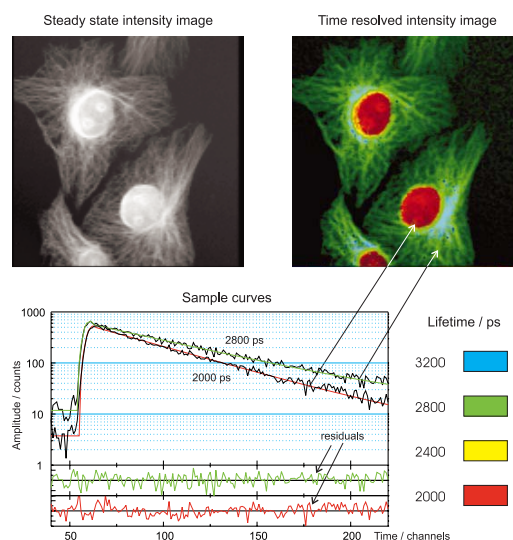 Steady state intensity image
Time resolved intensity image
Sample curves
Amplitude / counts
1000
100
10
1
2800 ps
2000 ps
residuals
50
100
150
200
Time / channels
Lifetime / ps
3200
2800
2400
2000